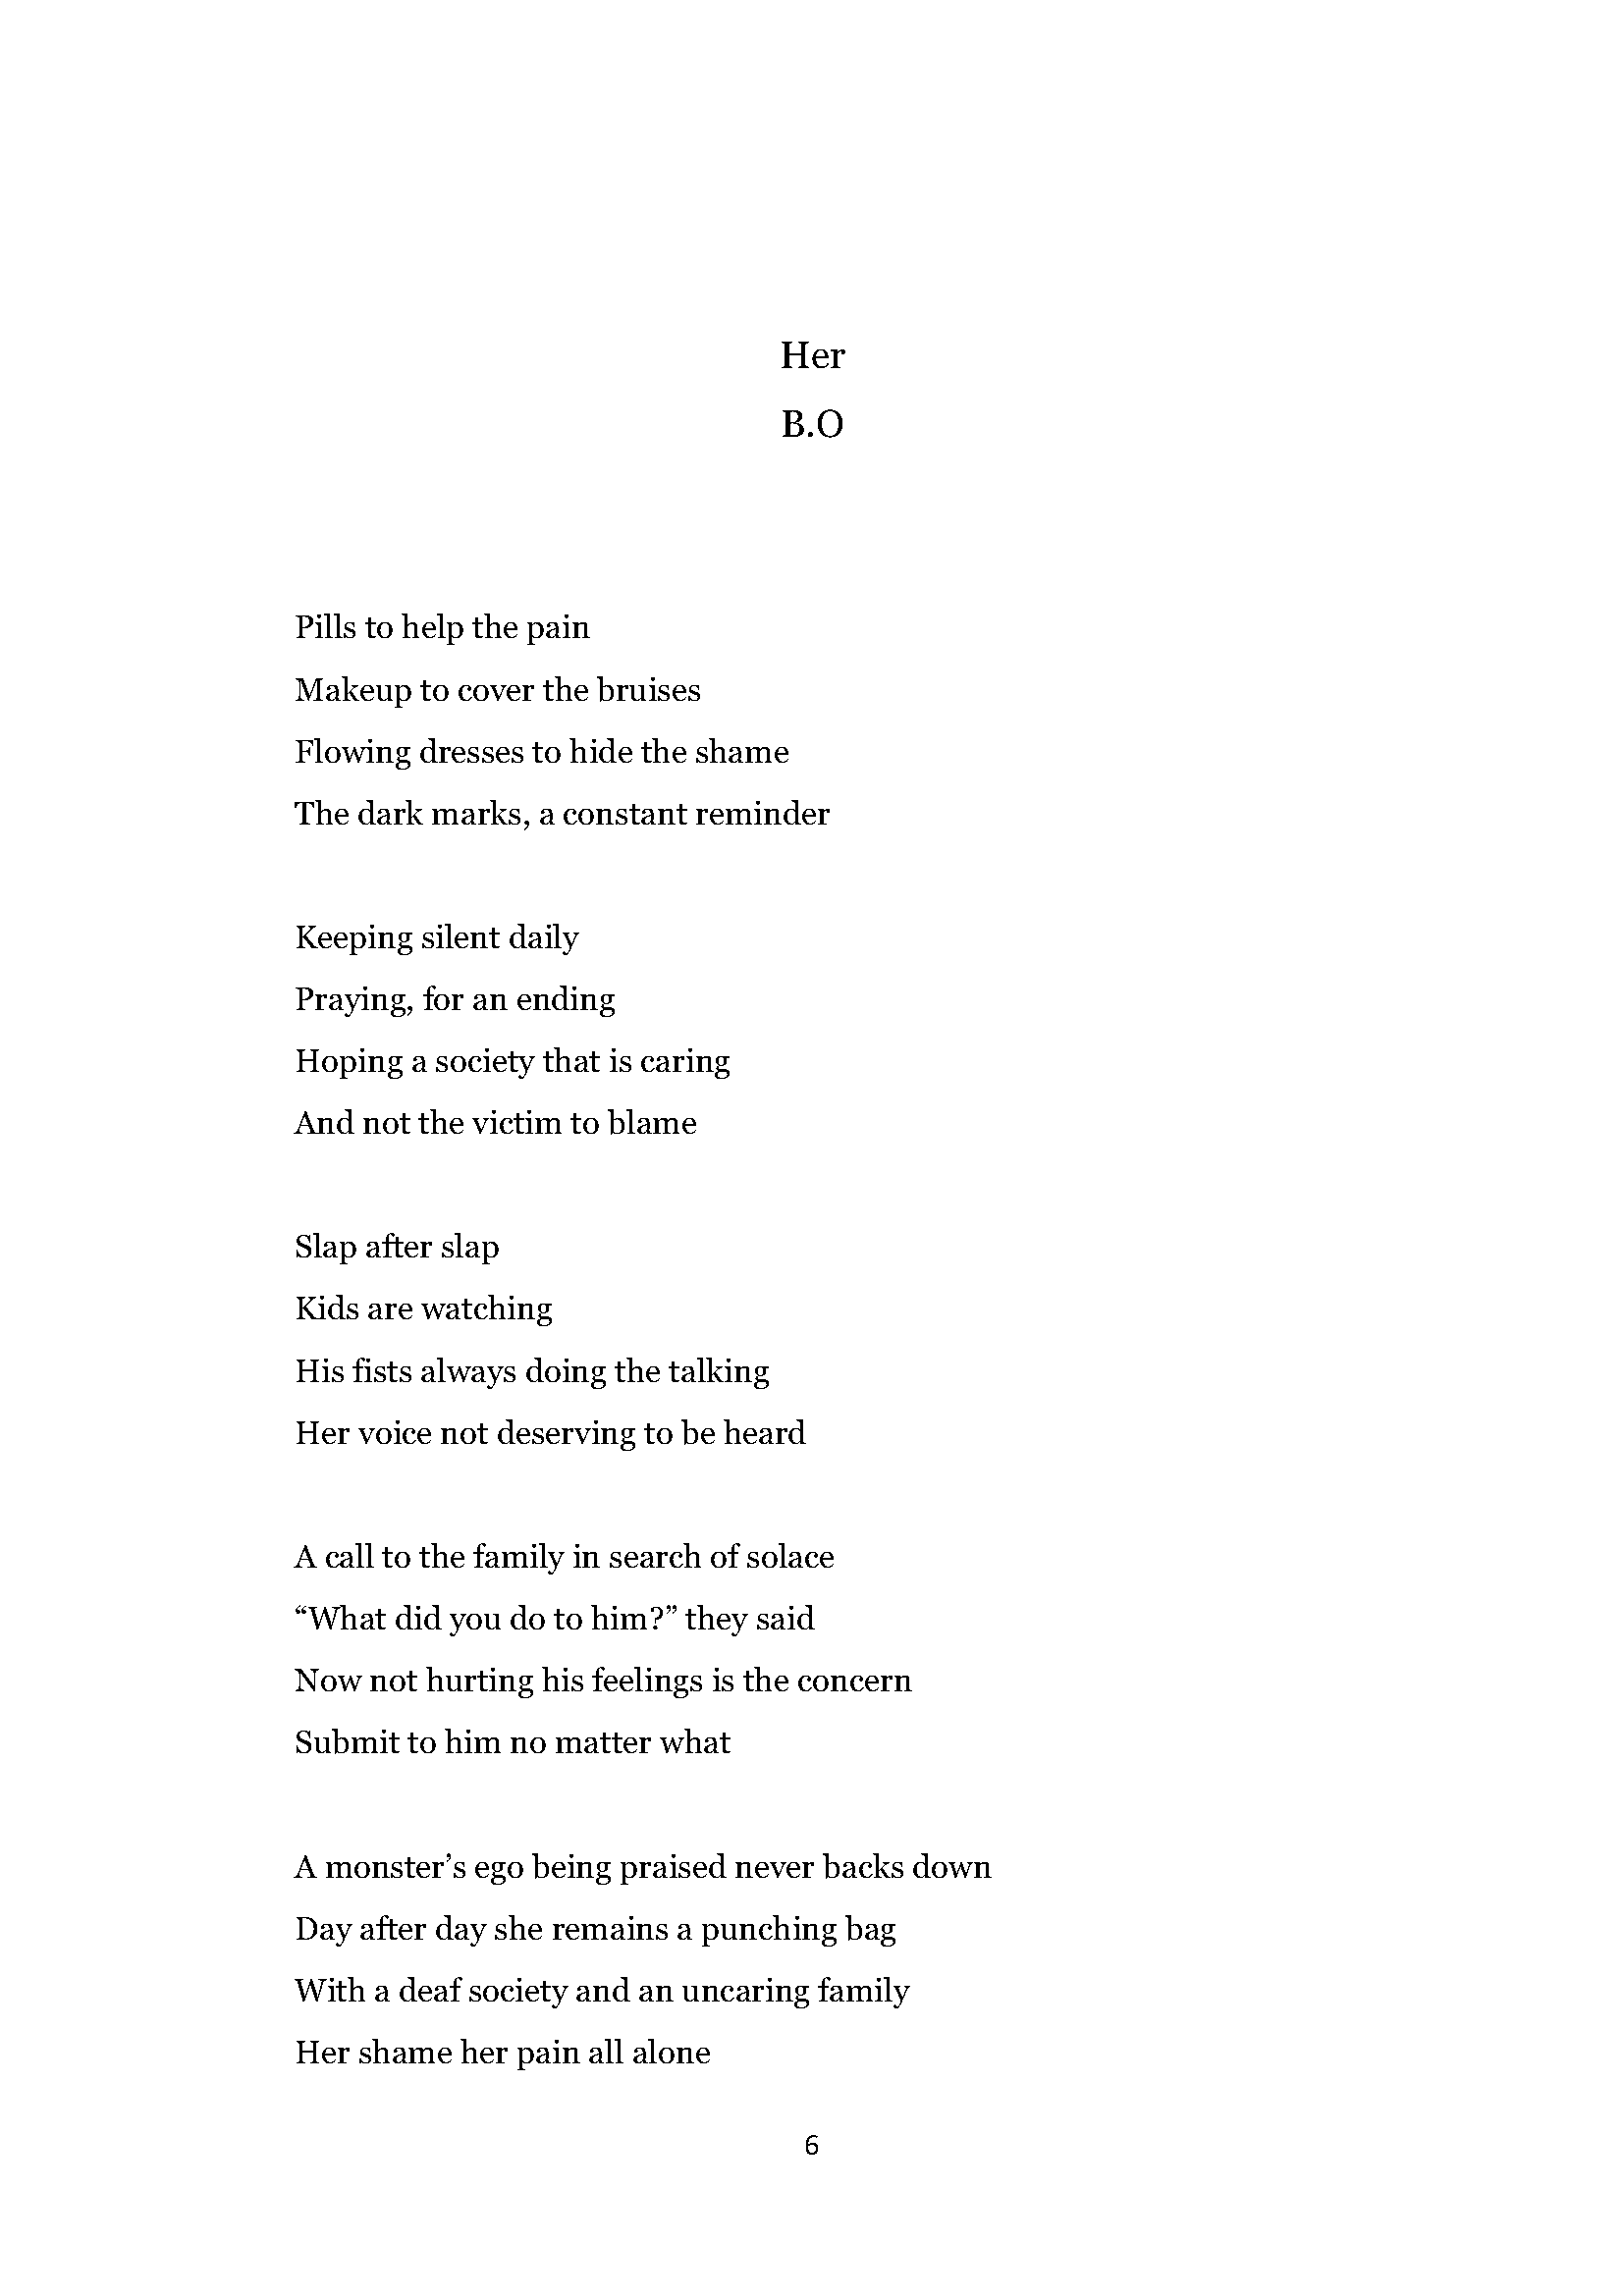 Her
B.O
Pills to help the pain
Makeup to cover the bruises
Flowing dresses to hide the shame
The dark marks, a constant reminder
Keeping silent daily
Praying, for an ending
Hoping a society that is caring
And not the victim to blame
Slap after slap
Kids are watching
His fists always doing the talking
Her voice not deserving to be heard
A call to the family in search of solace
“What did you do to him?” they said
Now not hurting his feelings is the concern
Submit to him no matter what
A monster’s ego being praised never backs down
Day after day she remains a punching bag
With a deaf society and an uncaring family
Her shame her pain all alone
6